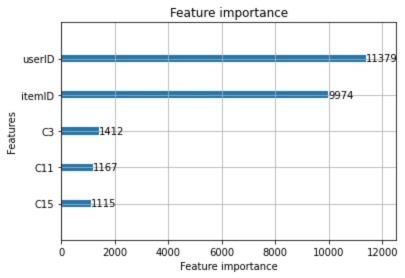 Feature importance
userID
11379
itemID
9974
C3
1412
C11
1167
C15
1115
Features
0 2000 4000 6000 8000 10000 12000
Feature importance